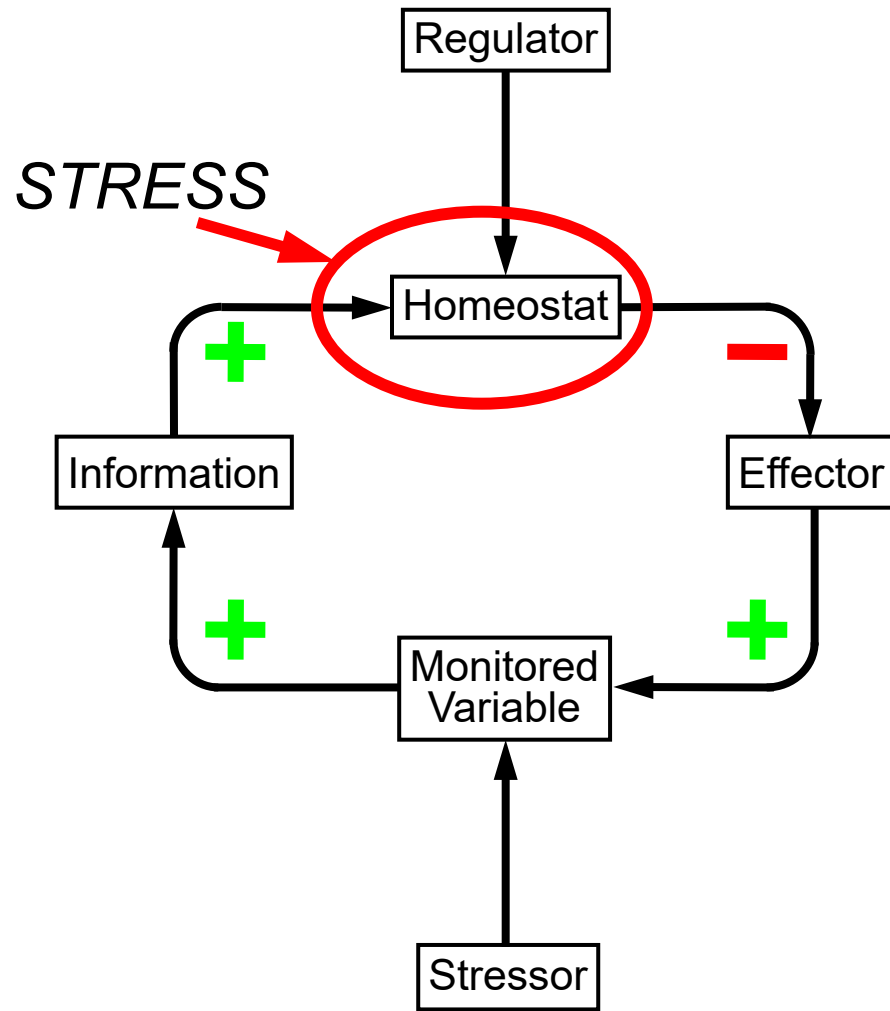 Regulator
STRESS
Homeostat
+
−
Information
Effector
+
+
Monitored
Variable
Stressor